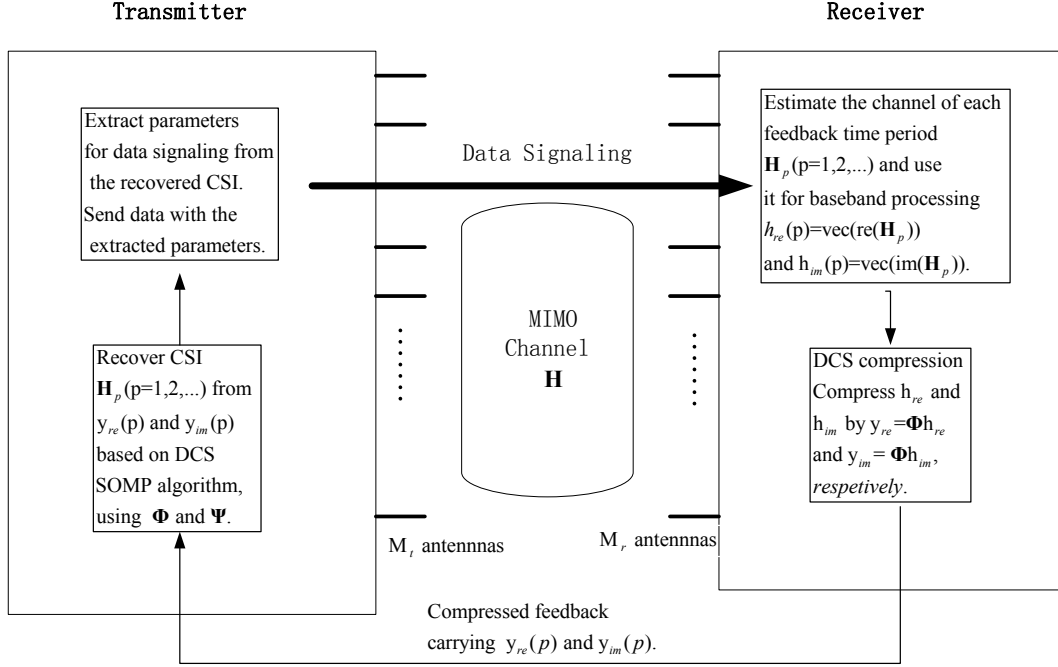 Transmitter
Receiver
Extract parameters
for data signaling from
the recovered CSI.
Send data with the
extracted parameters.
Data Signaling
Estimate the channel of each
feedback time period
H_p(p=1,2,...) and use
it for baseband processing
h_re(p)=vec(re(H_p))
and h_im(p)=vec(im(H_p)).
Recover CSI
H_p(p=1,2,...) from
y_re(p) and y_im(p)
based on DCS
SOMP algorithm,
using Φ and Ψ.
MIMO
Channel
H
DCS compression
Compress h_re and
h_im by y_re=Φh_re
and y_im= Φh_im,
respetively.
M_t antennnas
M_r antennnas
Compressed feedback
carrying y_re(p) and y_im(p).